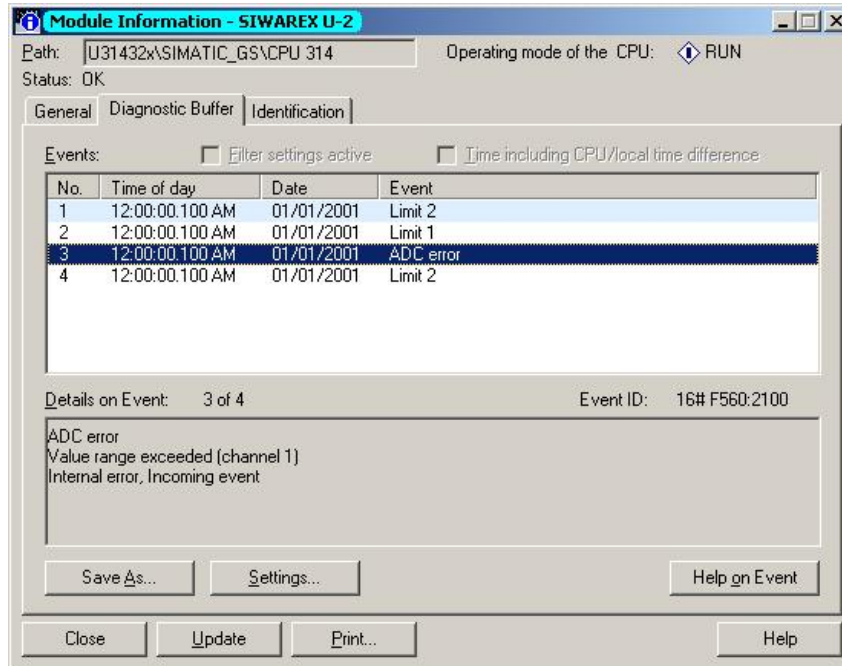 Module Information - SIWAREX U-2
Path: U31432x\SIMATIC_GS\CPU 314 Operating mode of the CPU: RUN
Status: OK
General Diagnostic Buffer Identification
Events: Filter settings active Time including CPU/local time difference
No. Time of day Date Event
1 12:00:00.100 AM 01/01/2001 Limit 2
2 12:00:00.100 AM 01/01/2001 Limit 1
3 12:00:00.100 AM 01/01/2001 ADC error
4 12:00:00.100 AM 01/01/2001 Limit 2
Details on Event: 3 of 4 Event ID: 16# F560:2100
ADC error
Value range exceeded (channel 1)
Internal error, Incoming event
Save As... Settings... Help on Event
Close Update Print... Help